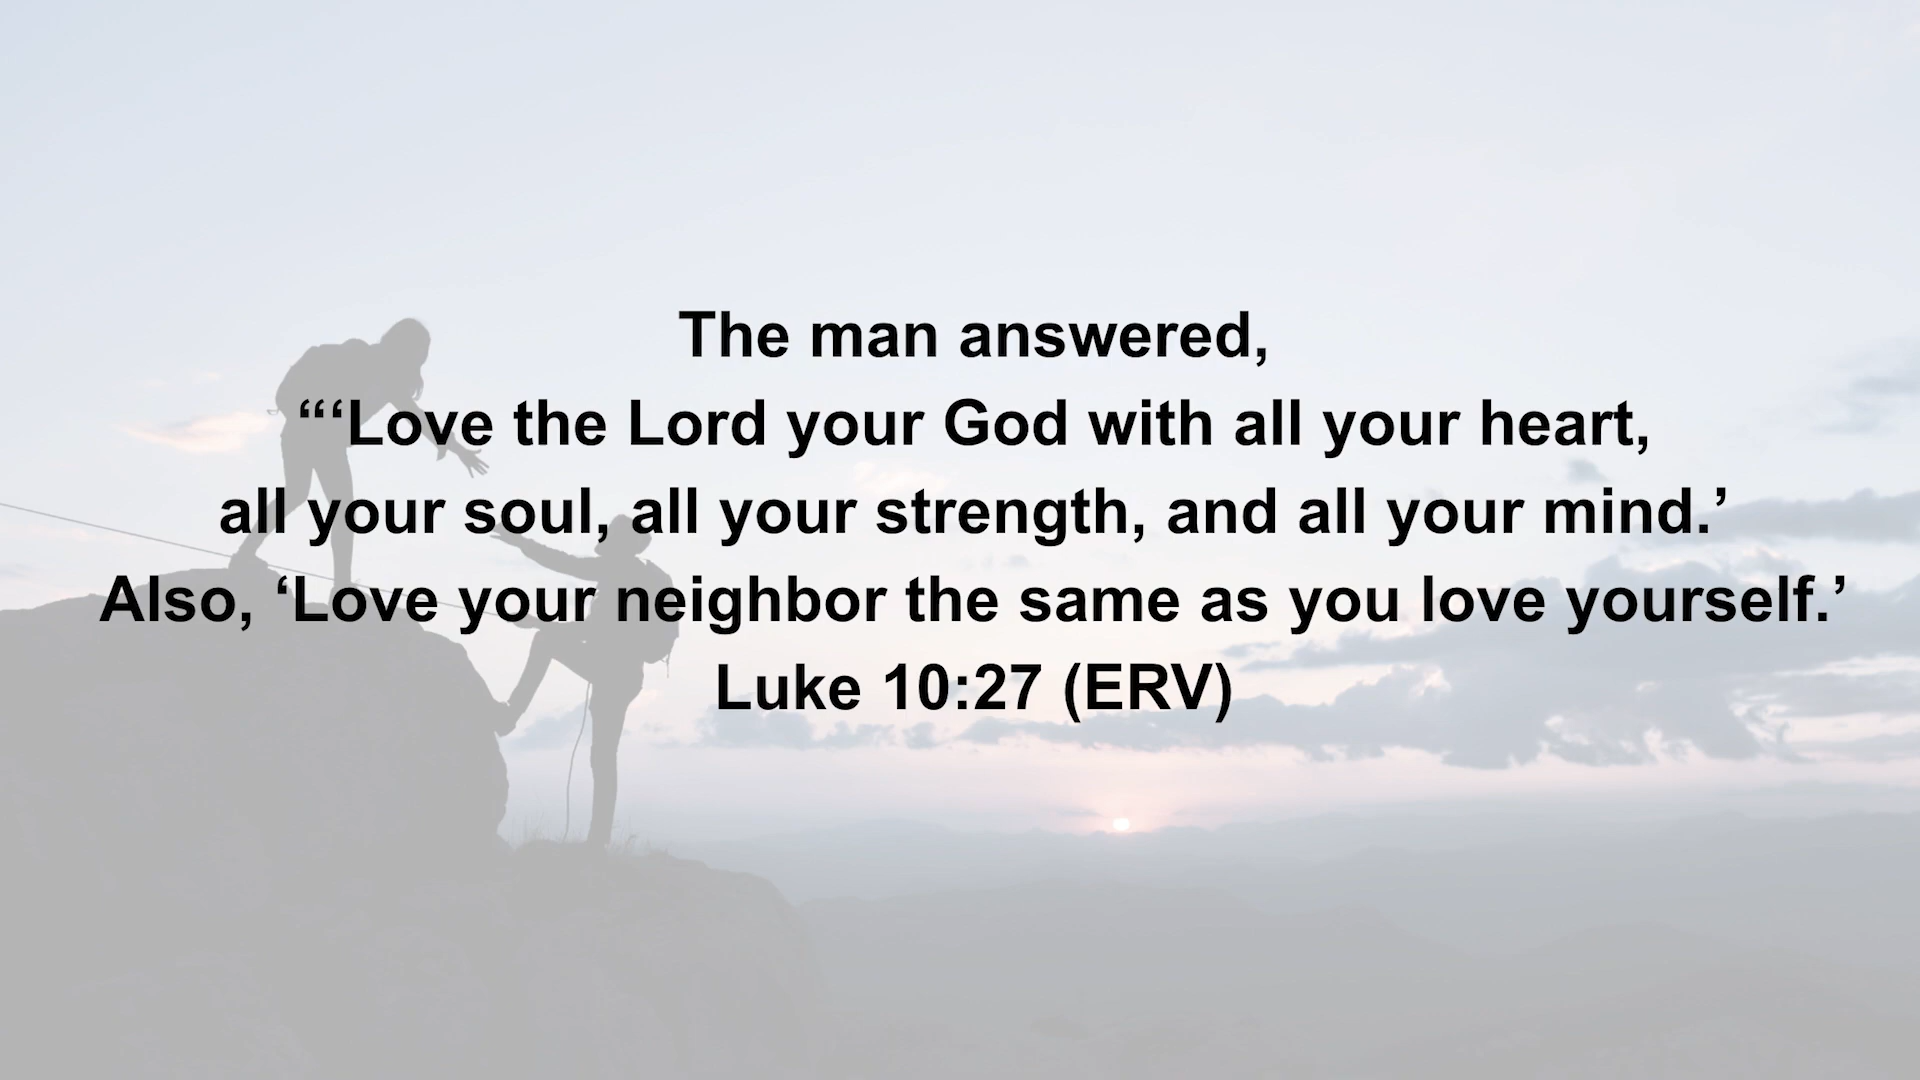 The man answered,
“‘Love the Lord your God with all your heart,
all your soul, all your strength, and all your mind.’
Also, ‘Love your neighbor the same as you love yourself.’
Luke 10:27 (ERV)